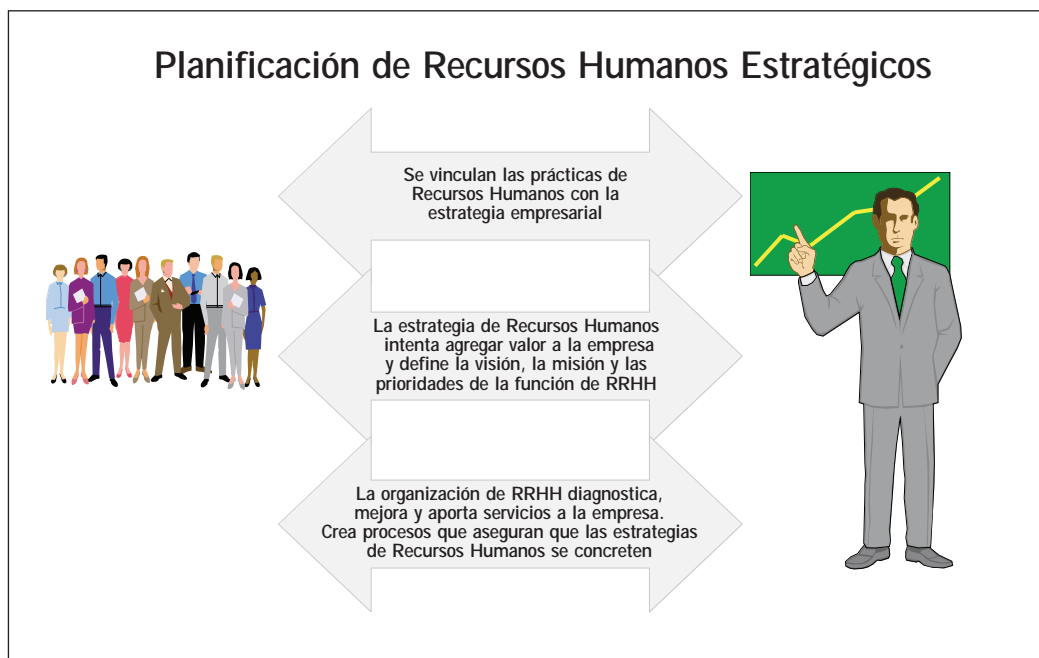 Planificación de Recursos Humanos Estratégicos
Se vinculan las prácticas de
Recursos Humanos con la
estrategia empresarial
La estrategia de Recursos Humanos
intenta agregar valor a la empresa
y define la visión, la misión y las
prioridades de la función de RRHH
La organización de RRHH diagnostica,
mejora y aporta servicios a la empresa.
Crea procesos que aseguran que las estrategias
de Recursos Humanos se concreten